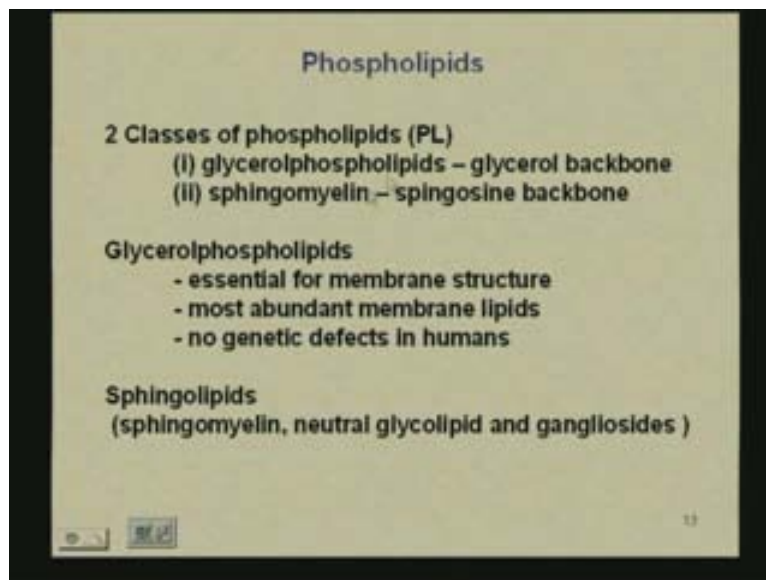 Phospholipids
2 Classes of phospholipids (PL)
(i) glycerolphospholipids – glycerol backbone
(ii) sphingomyelin – spingosine backbone
Glycerolphospholipids
- essential for membrane structure
- most abundant membrane lipids
- no genetic defects in humans
Sphingolipids
(sphingomyelin, neutral glycolipid and gangliosides )